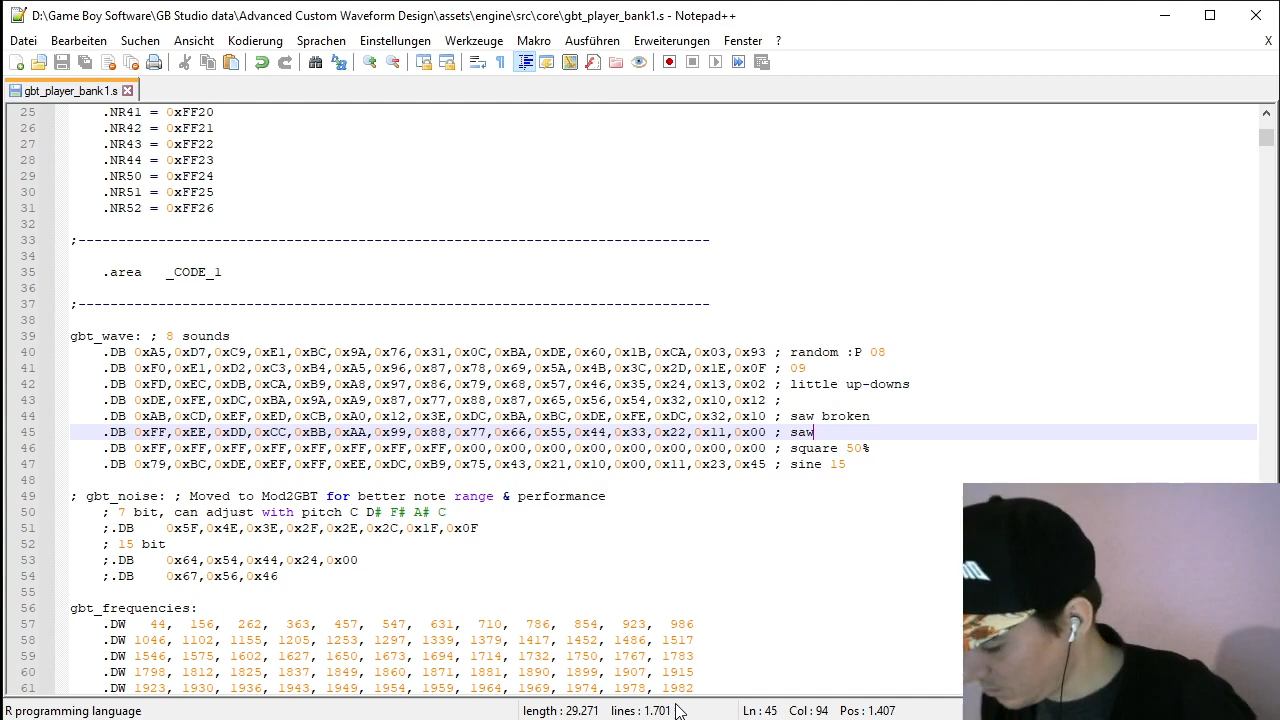 D:\Game Boy Software\GB Studio data\Advanced Custom Waveform Design\assets\engine\src\core\gbt_player_bank1.s - Notepad++
Datei Bearbeiten Suchen Ansicht Kodierung Sprachen Einstellungen Werkzeuge Makro Ausführen Erweiterungen Fenster ? X
gbt_player_bank1.s
25 .NR41 = 0xFF20
26 .NR42 = 0xFF21
27 .NR43 = 0xFF22
28 .NR44 = 0xFF23
29 .NR50 = 0xFF24
30 .NR51 = 0xFF25
31 .NR52 = 0xFF26
32
33 ;-------------------------------------------------------------------------------
34
35 .area _CODE_1
36
37 ;-------------------------------------------------------------------------------
38
39 gbt_wave: ; 8 sounds
40 .DB 0xA5,0xD7,0xC9,0xE1,0xBC,0x9A,0x76,0x31,0x0C,0xBA,0xDE,0x60,0x1B,0xCA,0x03,0x93 ; random :P 08
41 .DB 0xF0,0xE1,0xD2,0xC3,0xB4,0xA5,0x96,0x87,0x78,0x69,0x5A,0x4B,0x3C,0x2D,0x1E,0x0F ; 09
42 .DB 0xFD,0xEC,0xDB,0xCA,0xB9,0xA8,0x97,0x86,0x79,0x68,0x57,0x46,0x35,0x24,0x13,0x02 ; little up-downs
43 .DB 0xDE,0xFE,0xDC,0xBA,0x9A,0xA9,0x87,0x77,0x88,0x87,0x65,0x56,0x54,0x32,0x10,0x12 ;
44 .DB 0xAB,0xCD,0xEF,0xED,0xCB,0xA0,0x12,0x3E,0xDC,0xBA,0xBC,0xDE,0xFE,0xDC,0x32,0x10 ; saw broken
45 .DB 0xFF,0xEE,0xDD,0xCC,0xBB,0xAA,0x99,0x88,0x77,0x66,0x55,0x44,0x33,0x22,0x11,0x00 ; saw
46 .DB 0xFF,0xFF,0xFF,0xFF,0xFF,0xFF,0xFF,0xFF,0x00,0x00,0x00,0x00,0x00,0x00,0x00,0x00 ; square 50%
47 .DB 0x79,0xBC,0xDE,0xEF,0xFF,0xEE,0xDC,0xB9,0x75,0x43,0x21,0x10,0x00,0x11,0x23,0x45 ; sine 15
48
49 ; gbt_noise: ; Moved to Mod2GBT for better note range & performance
50 ; 7 bit, can adjust with pitch C D# F# A# C
51 ;.DB 0x5F,0x4E,0x3E,0x2F,0x2E,0x2C,0x1F,0x0F
52 ; 15 bit
53 ;.DB 0x64,0x54,0x44,0x24,0x00
54 ;.DB 0x67,0x56,0x46
55
56 gbt_frequencies:
57 .DW 44, 156, 262, 363, 457, 547, 631, 710, 786, 854, 923, 986
58 .DW 1046, 1102, 1155, 1205, 1253, 1297, 1339, 1379, 1417, 1452, 1486, 1517
59 .DW 1546, 1575, 1602, 1627, 1650, 1673, 1694, 1714, 1732, 1750, 1767, 1783
60 .DW 1798, 1812, 1825, 1837, 1849, 1860, 1871, 1881, 1890, 1899, 1907, 1915
61 .DW 1923, 1930, 1936, 1943, 1949, 1954, 1959, 1964, 1969, 1974, 1978, 1982
R programming language length : 29.271 lines : 1.701 Ln : 45 Col : 94 Pos : 1.407